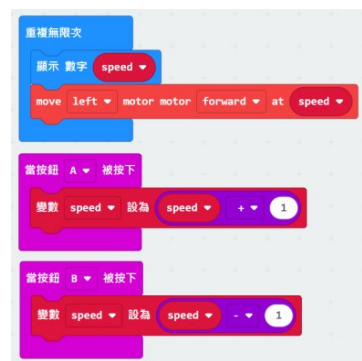 重複無限次
顯示 數字 speed
move left motor motor forward at speed
當按鈕 A 被按下
變數 speed 設為 speed + 1
當按鈕 B 被按下
變數 speed 設為 speed - 1